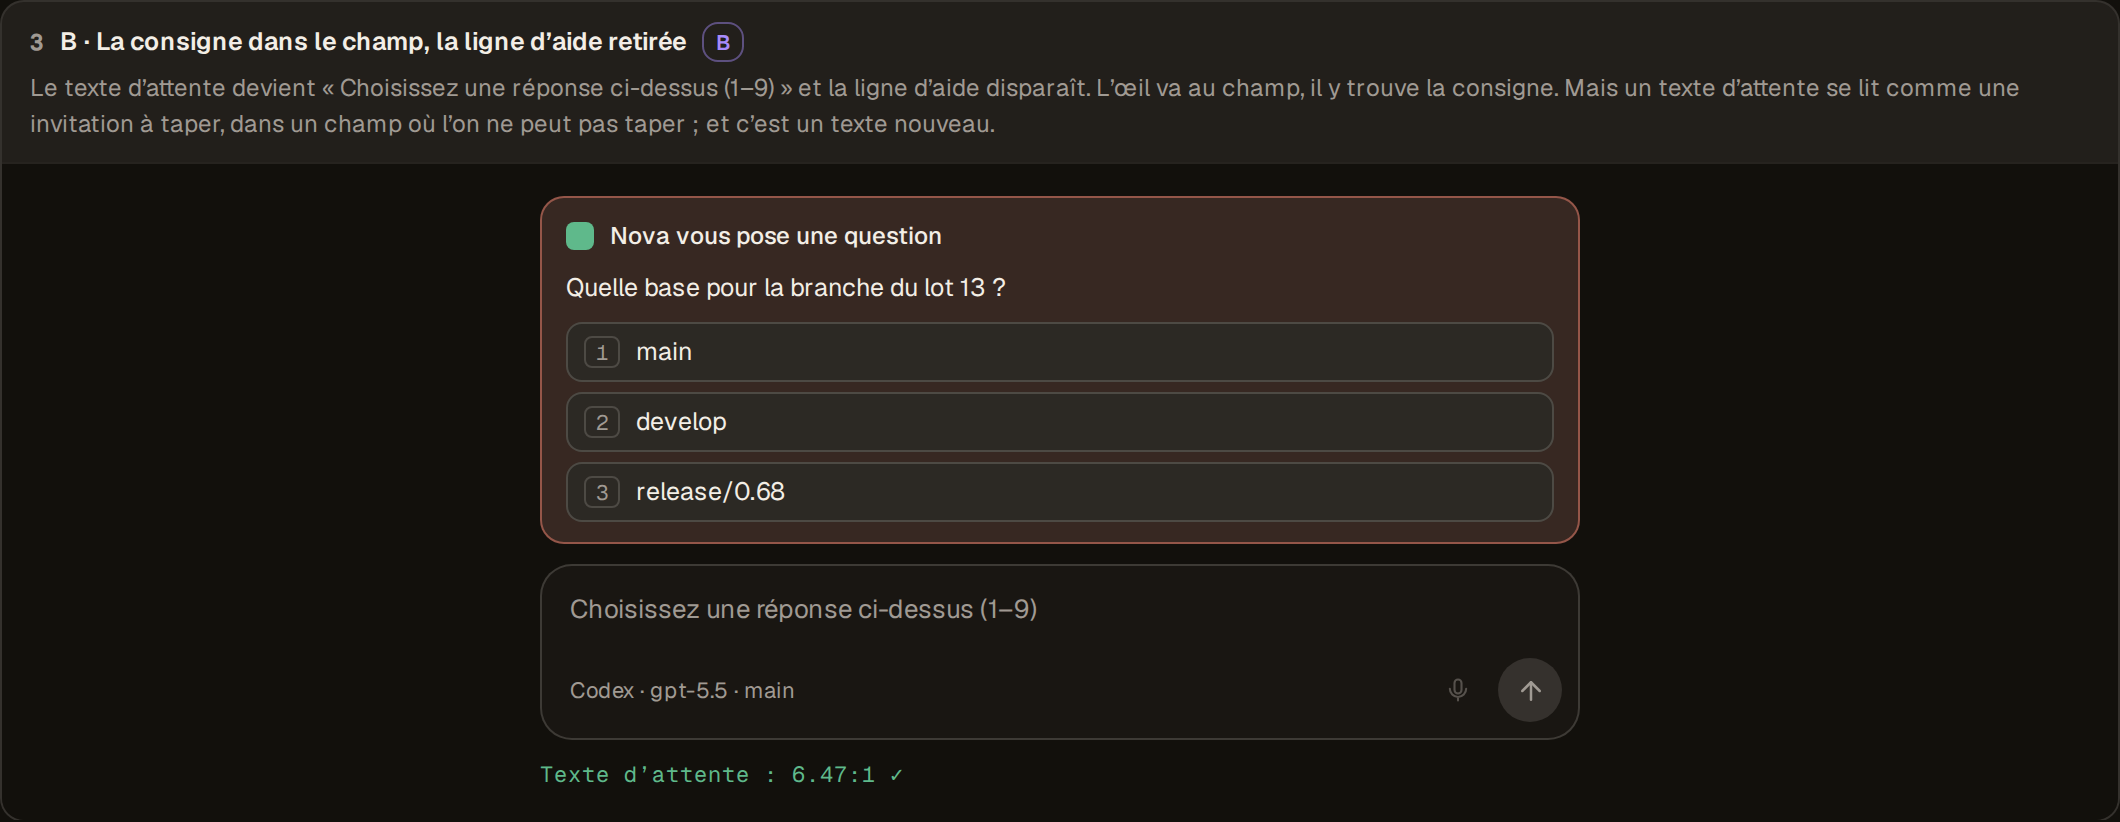 3 B · La consigne dans le champ, la ligne d’aide retirée B
Le texte d’attente devient « Choisissez une réponse ci-dessus (1–9) » et la ligne d’aide disparaît. L’œil va au champ, il y trouve la consigne. Mais un texte d’attente se lit comme une
invitation à taper, dans un champ où l’on ne peut pas taper ; et c’est un texte nouveau.
Nova vous pose une question
Quelle base pour la branche du lot 13 ?
1 main
2 develop
3 release/0.68
Choisissez une réponse ci-dessus (1–9)
Codex · gpt-5.5 · main
Texte d’attente : 6.47:1 ✓